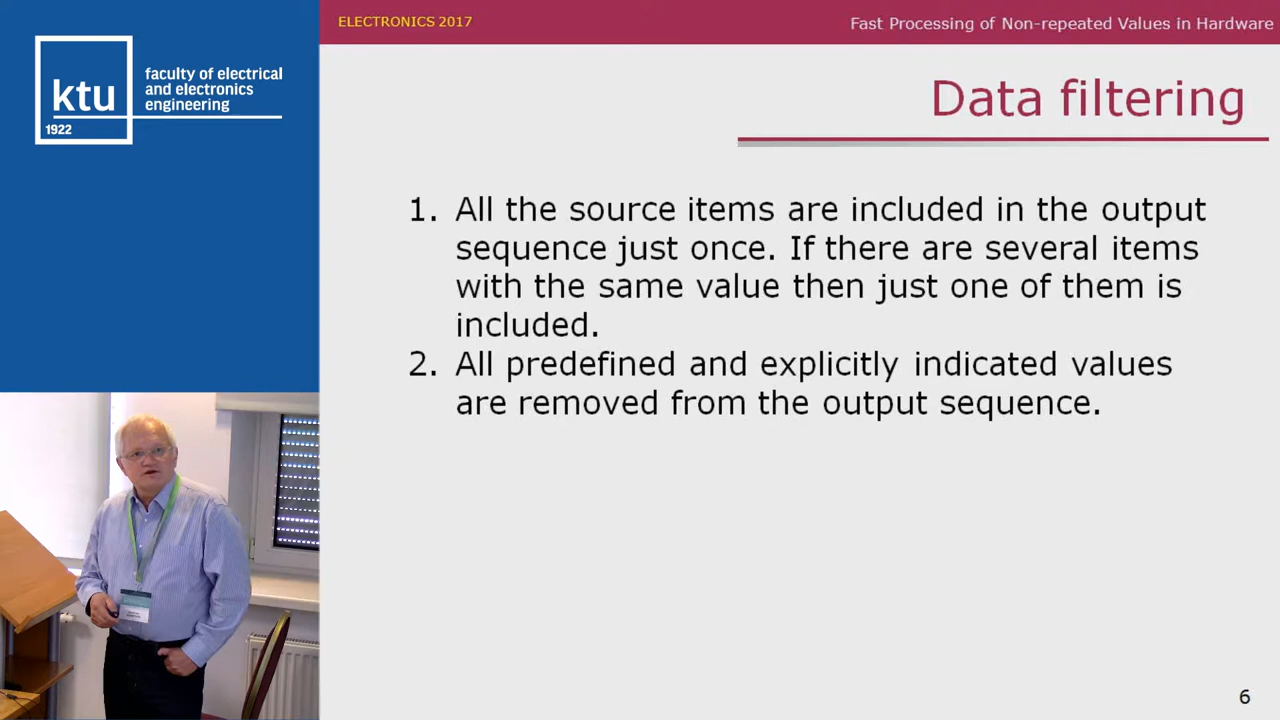 ELECTRONICS 2017
Fast Processing of Non-repeated Values in Hardware
ktu
1922
faculty of electrical
and electronics
engineering
Data filtering
1. All the source items are included in the output
sequence just once. If there are several items
with the same value then just one of them is
included.
2. All predefined and explicitly indicated values
are removed from the output sequence.
6